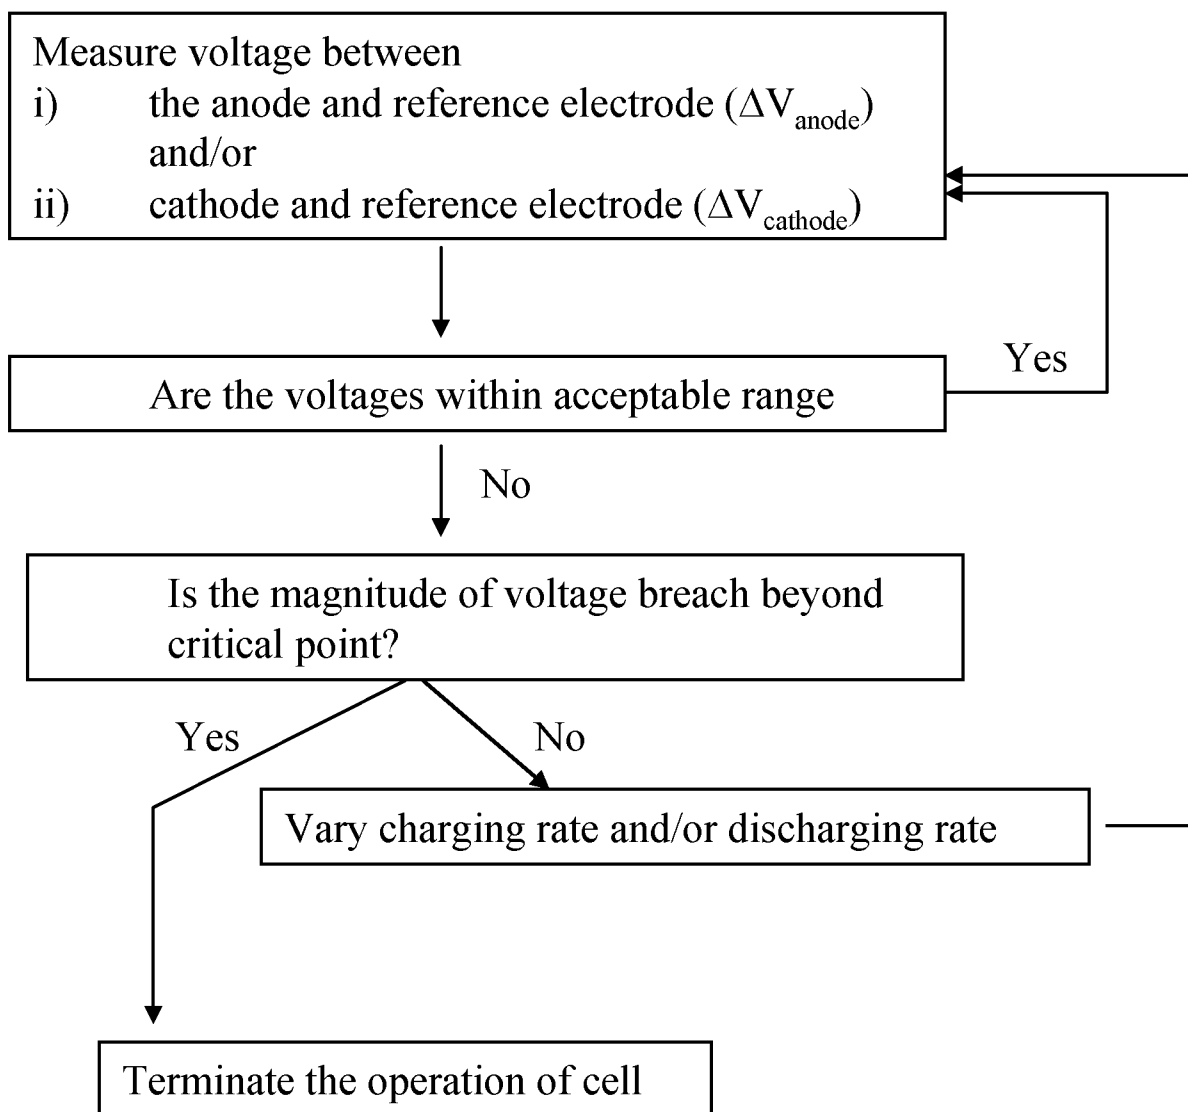 Measure voltage between
i) the anode and reference electrode (ΔVanode)
and/or
ii) cathode and reference electrode (ΔVcathode)
Are the voltages within acceptable range
Yes
No
Is the magnitude of voltage breach beyond
critical point?
Yes
No
Vary charging rate and/or discharging rate
Terminate the operation of cell